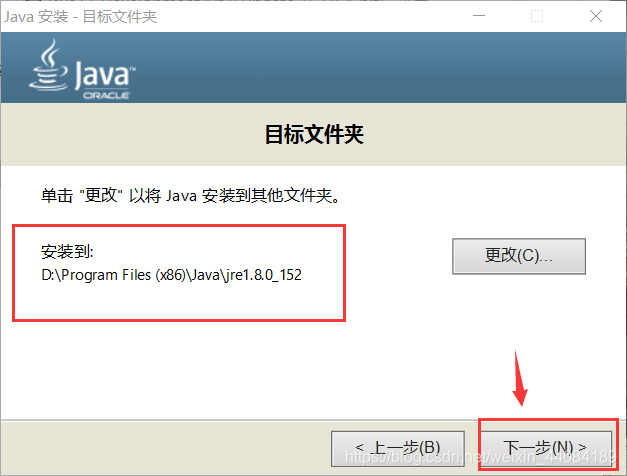 Java 安装 - 目标文件夹
Java™
ORACLE
目标文件夹
单击 "更改" 以将 Java 安装到其他文件夹。
安装到:
D:\Program Files (x86)\Java\jre1.8.0_152
更改(C)...
< 上一步(B)
下一步(N) >
https://blog.csdn.net/weixin_44084189